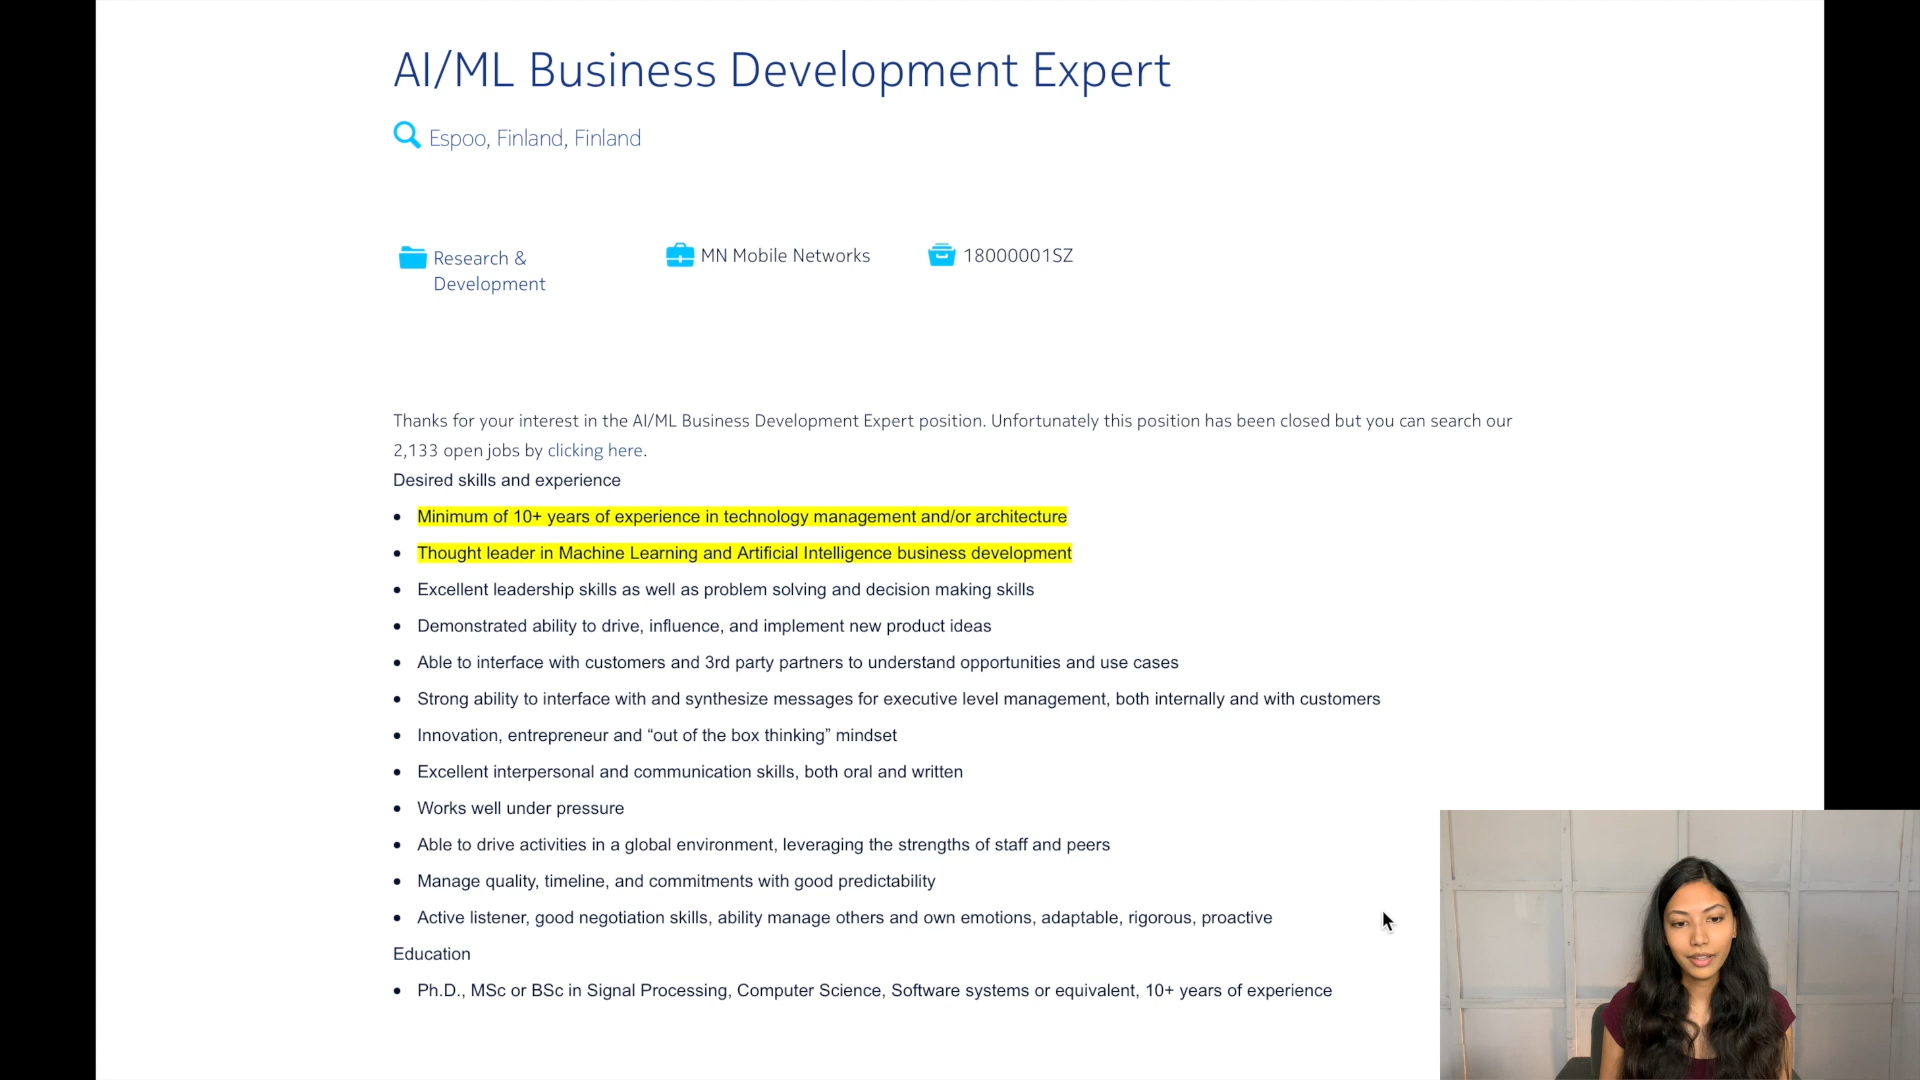 AI/ML Business Development Expert
Espoo, Finland, Finland
Research &
Development
MN Mobile Networks
18000001SZ
Thanks for your interest in the AI/ML Business Development Expert position. Unfortunately this position has been closed but you can search our
2,133 open jobs by clicking here.
Desired skills and experience
• Minimum of 10+ years of experience in technology management and/or architecture
• Thought leader in Machine Learning and Artificial Intelligence business development
• Excellent leadership skills as well as problem solving and decision making skills
• Demonstrated ability to drive, influence, and implement new product ideas
• Able to interface with customers and 3rd party partners to understand opportunities and use cases
• Strong ability to interface with and synthesize messages for executive level management, both internally and with customers
• Innovation, entrepreneur and “out of the box thinking” mindset
• Excellent interpersonal and communication skills, both oral and written
• Works well under pressure
• Able to drive activities in a global environment, leveraging the strengths of staff and peers
• Manage quality, timeline, and commitments with good predictability
• Active listener, good negotiation skills, ability manage others and own emotions, adaptable, rigorous, proactive
Education
• Ph.D., MSc or BSc in Signal Processing, Computer Science, Software systems or equivalent, 10+ years of experience